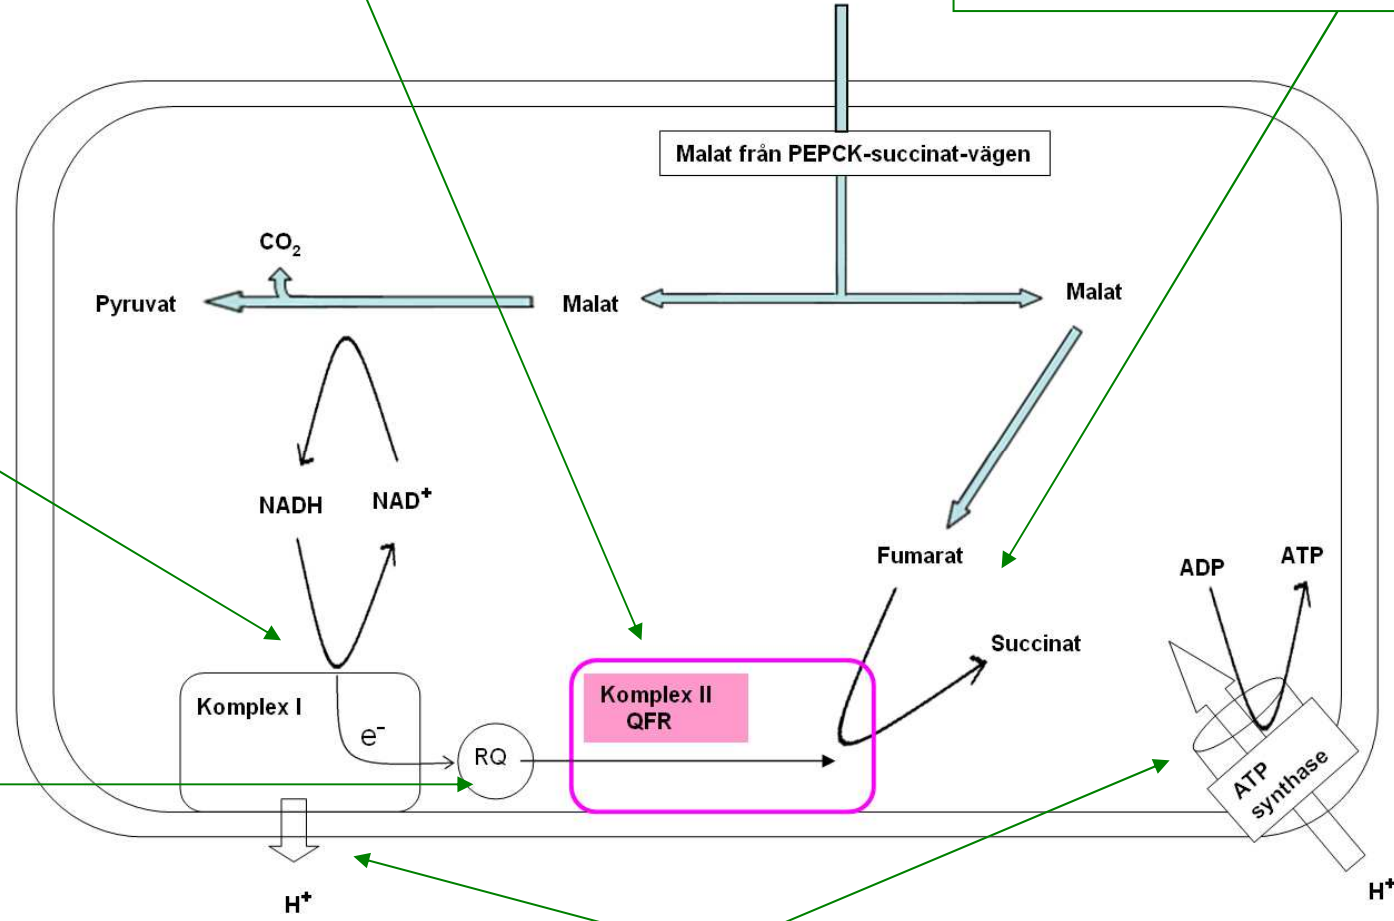 Malat från PEPCK-succinat-vägen
CO2
Pyruvat
Malat
Malat
NADH
NAD+
Fumarat
ADP
ATP
Succinat
Komplex I
e-
RQ
Komplex II
QFR
ATP
synthase
H+
H+